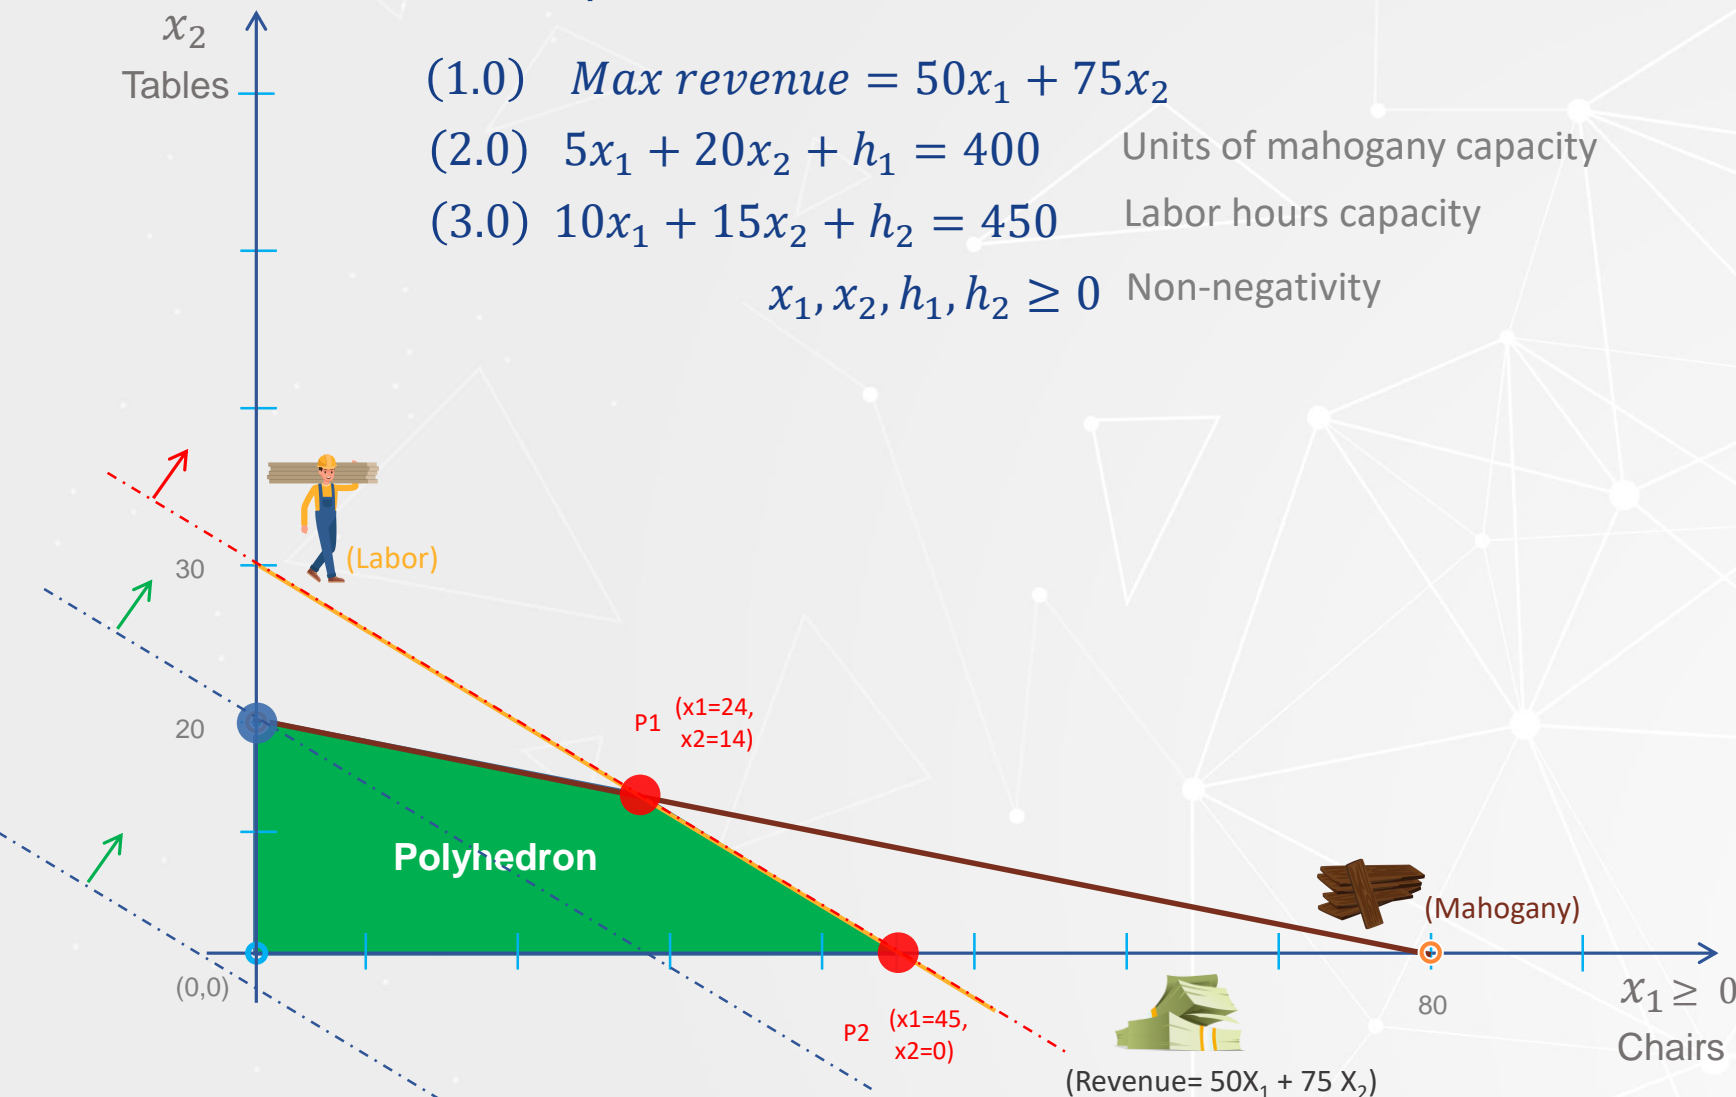 x₂
Tables
(1.0) Max revenue = 50x₁ + 75x₂
(2.0) 5x₁ + 20x₂ + h₁ = 400 Units of mahogany capacity
(3.0) 10x₁ + 15x₂ + h₂ = 450 Labor hours capacity
x₁, x₂, h₁, h₂ ≥ 0 Non-negativity
(Labor)
30
20
P1 (x1=24,
x2=14)
Polyhedron
(Mahogany)
(0,0)
80
x₁ ≥ 0
Chairs
P2 (x1=45,
x2=0)
(Revenue= 50X₁ + 75 X₂)